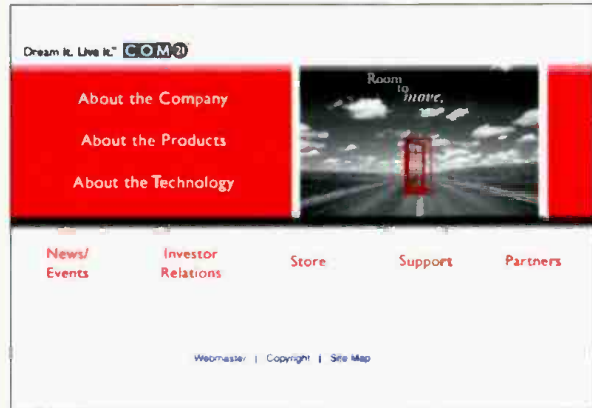 Dream it. Live it.™ COM21
Room
to
move.
About the Company
About the Products
About the Technology
News/
Events
Investor
Relations
Store
Support
Partners
Webmaster | Copyright | Site Map